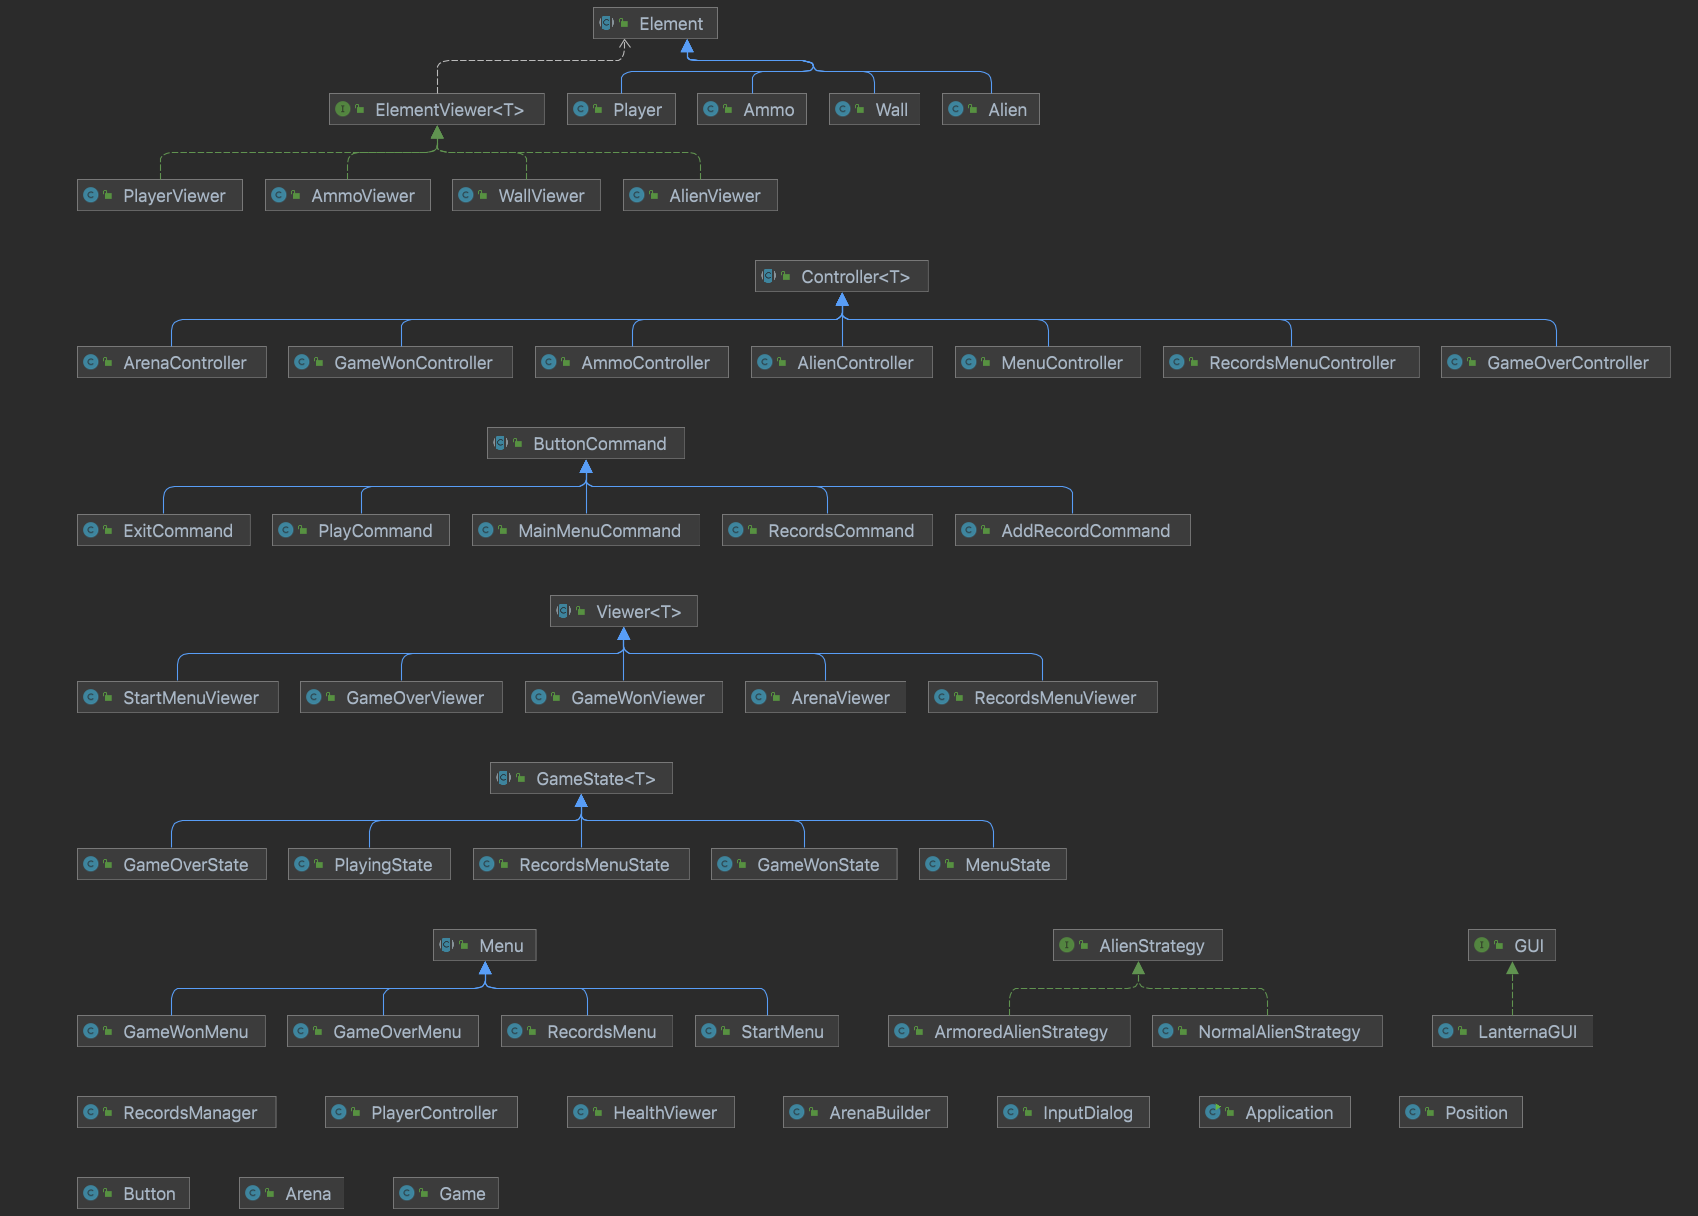 Element
ElementViewer<T>
Player
Ammo
Wall
Alien
PlayerViewer
AmmoViewer
WallViewer
AlienViewer
Controller<T>
ArenaController
GameWonController
AmmoController
AlienController
MenuController
RecordsMenuController
GameOverController
ButtonCommand
ExitCommand
PlayCommand
MainMenuCommand
RecordsCommand
AddRecordCommand
Viewer<T>
StartMenuViewer
GameOverViewer
GameWonViewer
ArenaViewer
RecordsMenuViewer
GameState<T>
GameOverState
PlayingState
RecordsMenuState
GameWonState
MenuState
Menu
AlienStrategy
GUI
GameWonMenu
GameOverMenu
RecordsMenu
StartMenu
ArmoredAlienStrategy
NormalAlienStrategy
LanternaGUI
RecordsManager
PlayerController
HealthViewer
ArenaBuilder
InputDialog
Application
Position
Button
Arena
Game